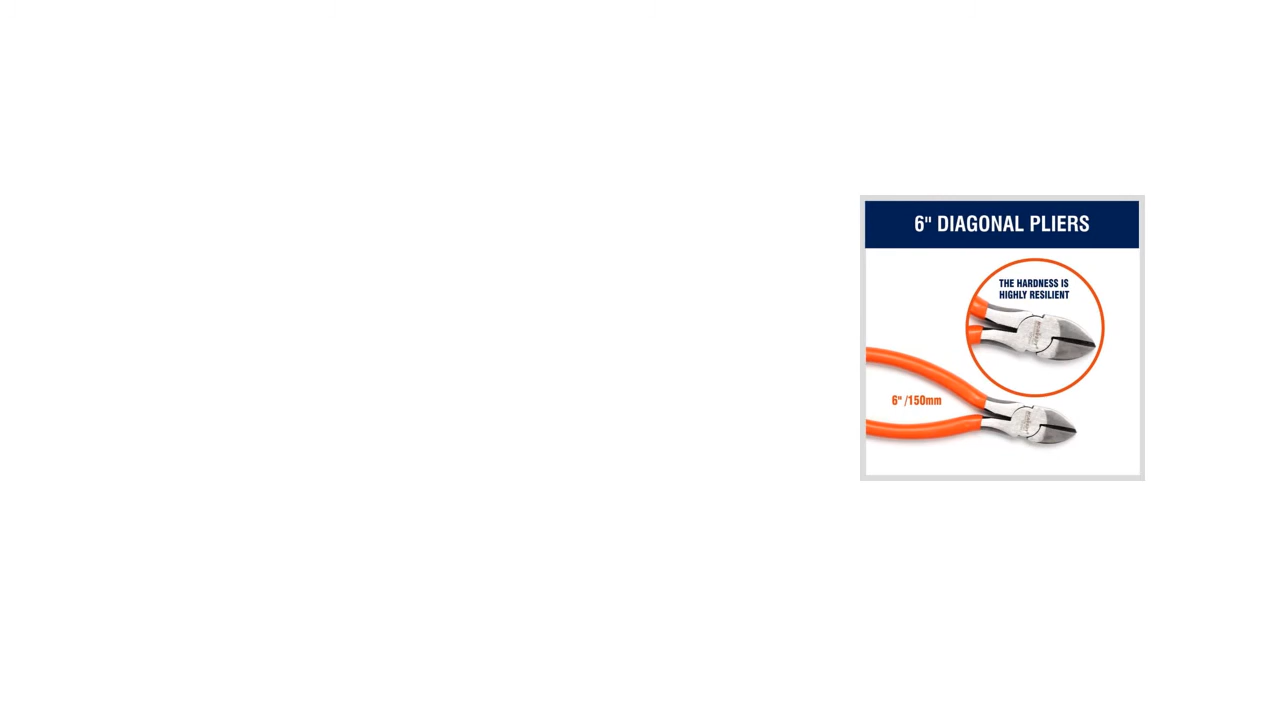 6" DIAGONAL PLIERS
THE HARDNESS IS
HIGHLY RESILIENT
6" /150mm